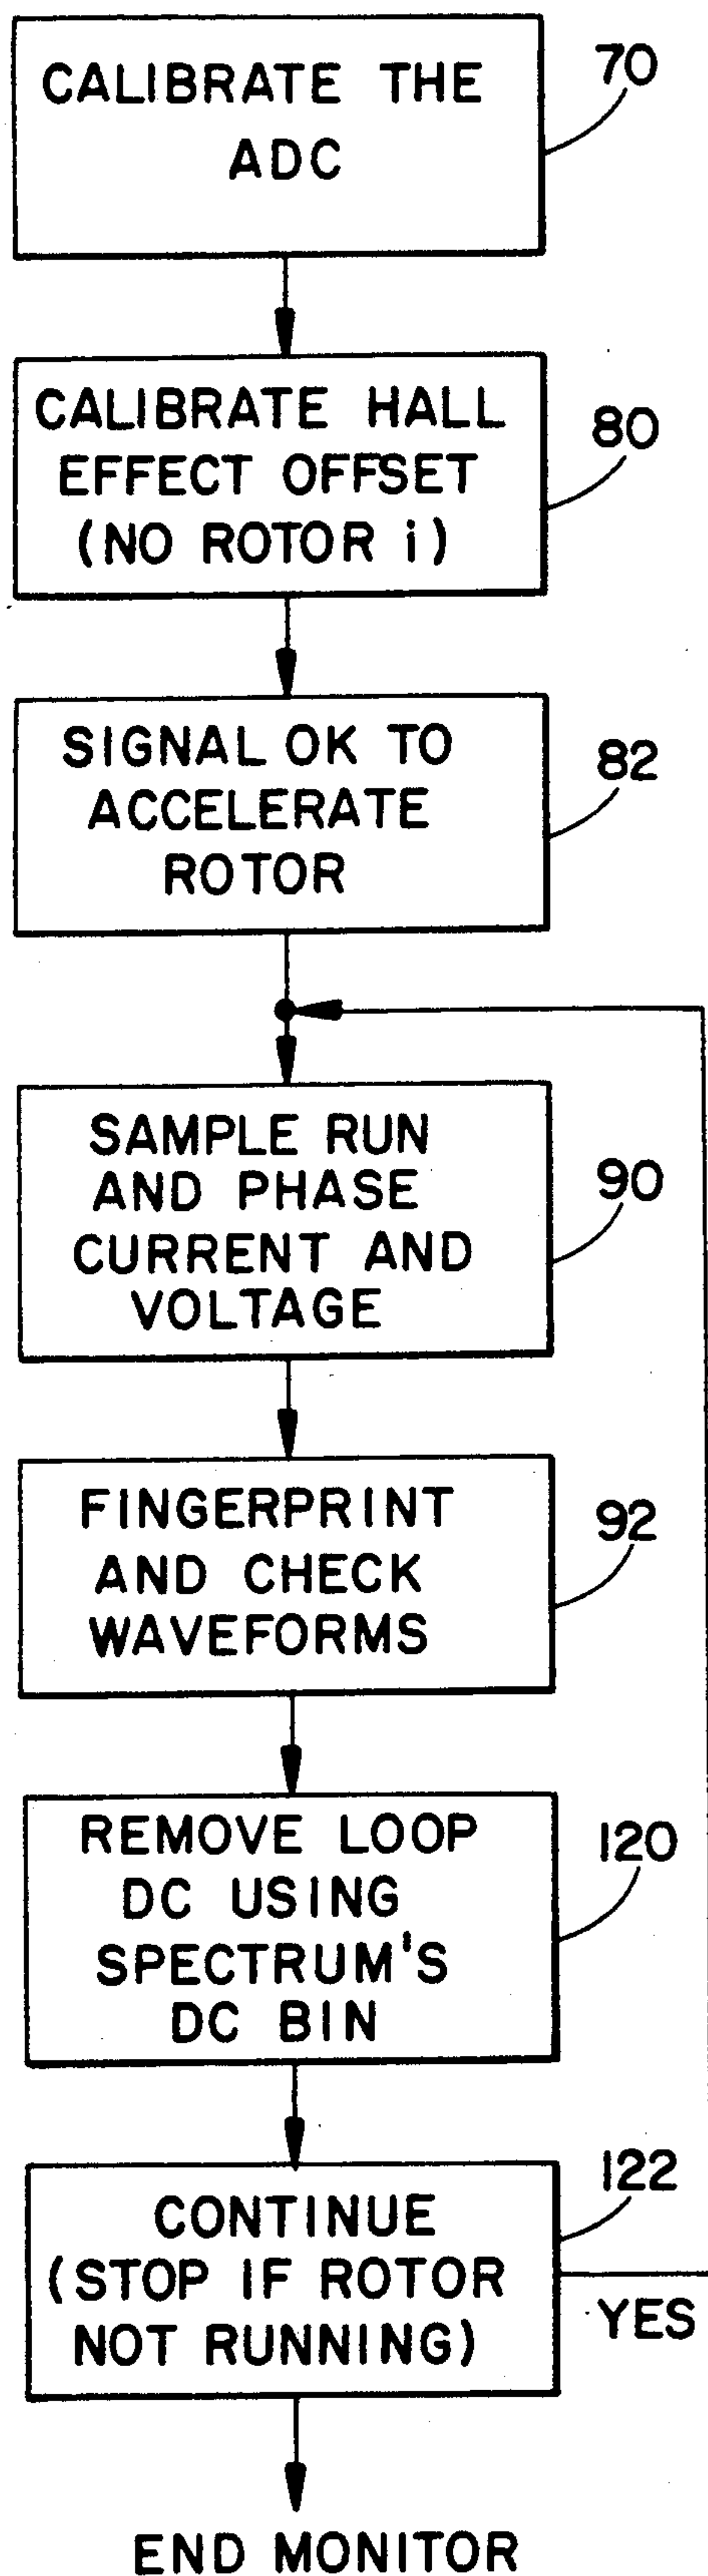 CALIBRATE THE
ADC
70
CALIBRATE HALL
EFFECT OFFSET
(NO ROTOR i)
80
SIGNAL OK TO
ACCELERATE
ROTOR
82
SAMPLE RUN
AND PHASE
CURRENT AND
VOLTAGE
90
FINGERPRINT
AND CHECK
WAVEFORMS
92
REMOVE LOOP
DC USING
SPECTRUM'S
DC BIN
120
CONTINUE
(STOP IF ROTOR
NOT RUNNING)
122
YES
END MONITOR